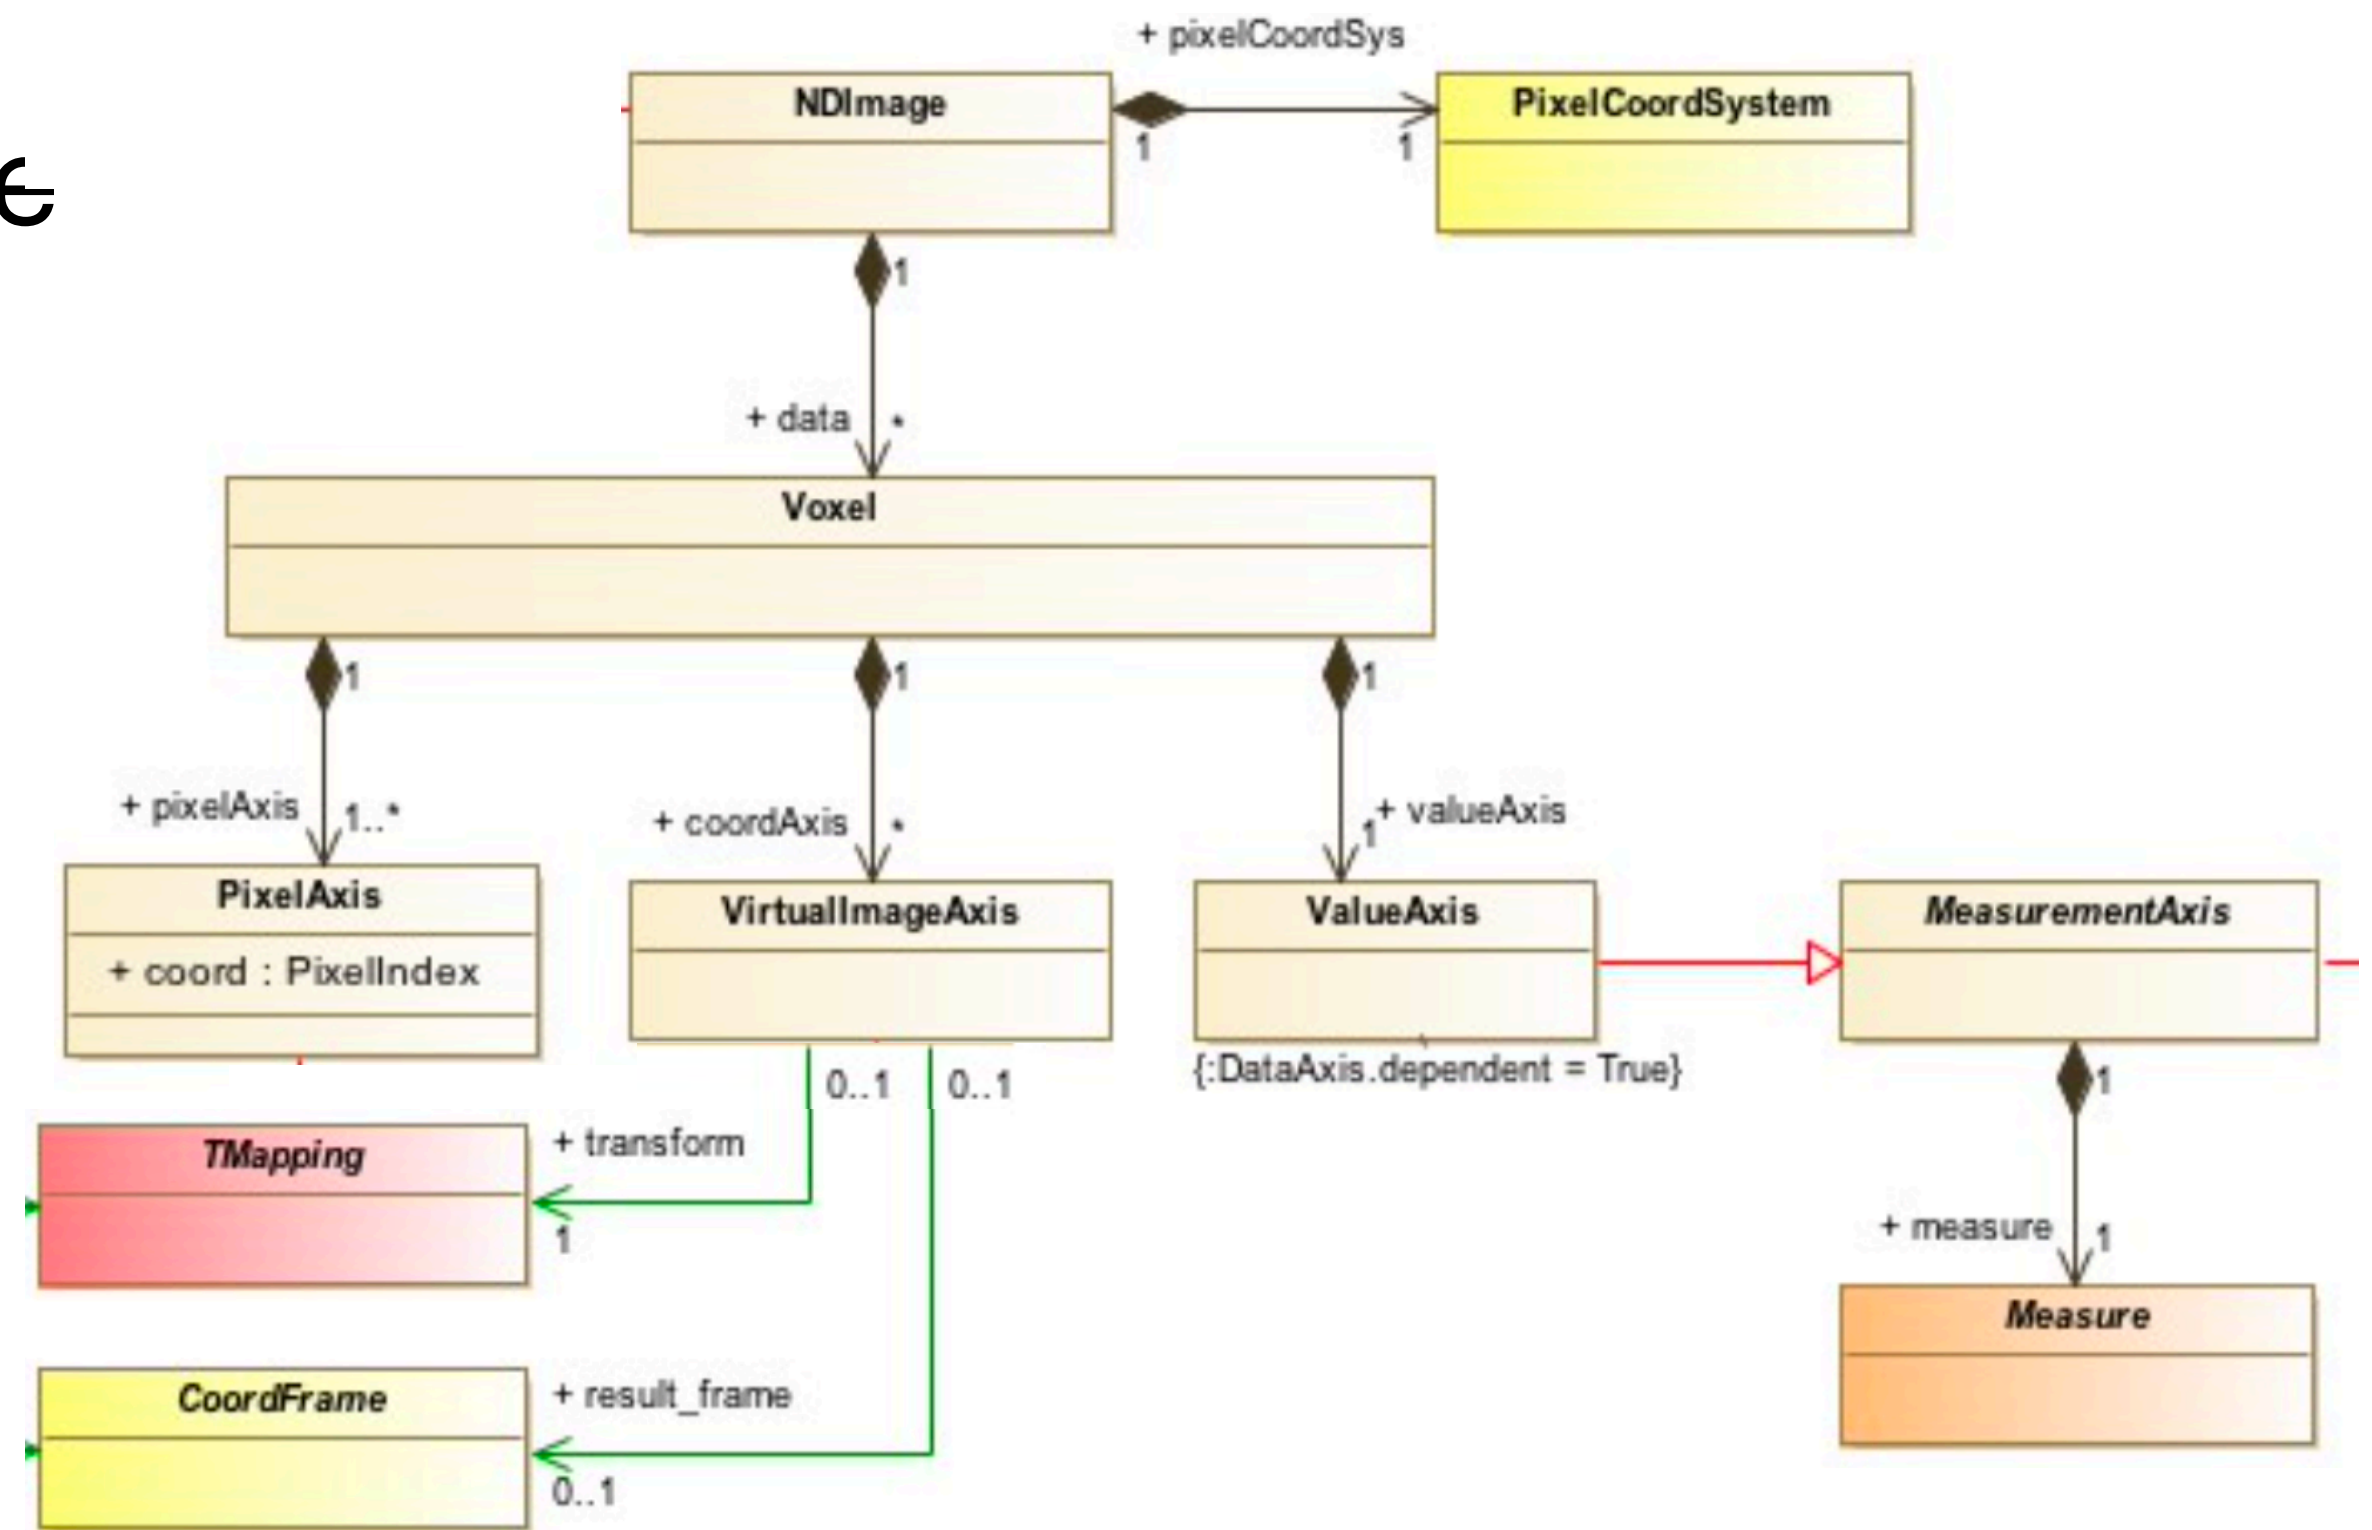 + pixelCoordSys
NDImage
PixelCoordSystem
1
1
1
+ data
*
Voxel
1
1
1
+ pixelAxis
1..*
+ coordAxis
*
+ valueAxis
1
PixelAxis
+ coord : PixelIndex
VirtualImageAxis
ValueAxis
MeasurementAxis
{:DataAxis.dependent = True}
0..1
0..1
1
TMapping
+ transform
1
+ measure
1
Measure
CoordFrame
+ result_frame
0..1